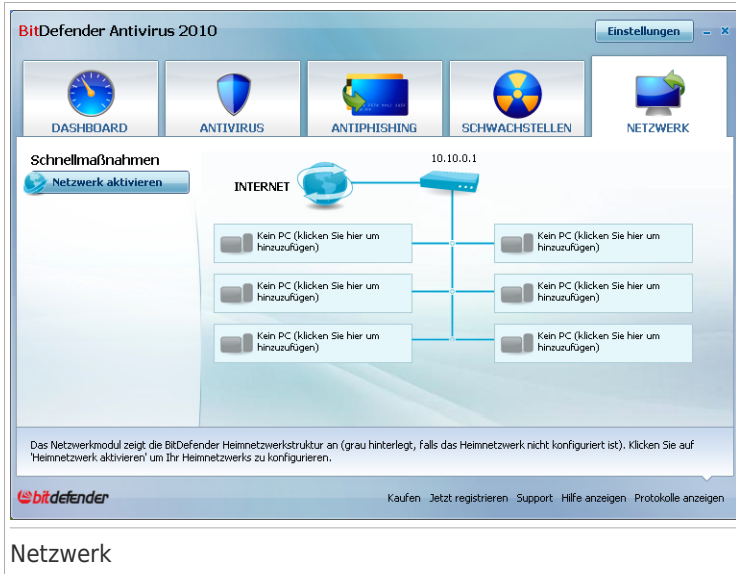 BitDefender Antivirus 2010
Einstellungen
DASHBOARD
ANTIVIRUS
ANTIPHISHING
SCHWACHSTELLEN
NETZWERK
Schnellmaßnahmen
Netzwerk aktivieren
10.10.0.1
INTERNET
Kein PC (klicken Sie hier um
hinzuzufügen)
Kein PC (klicken Sie hier um
hinzuzufügen)
Kein PC (klicken Sie hier um
hinzuzufügen)
Kein PC (klicken Sie hier um
hinzuzufügen)
Kein PC (klicken Sie hier um
hinzuzufügen)
Kein PC (klicken Sie hier um
hinzuzufügen)
Das Netzwerkmodul zeigt die BitDefender Heimnetzwerkstruktur an (grau hinterlegt, falls das Heimnetzwerk nicht konfiguriert ist). Klicken Sie auf
'Heimnetzwerk aktivieren' um Ihr Heimnetzwerks zu konfigurieren.
bitdefender
Kaufen Jetzt registrieren Support Hilfe anzeigen Protokolle anzeigen
Netzwerk